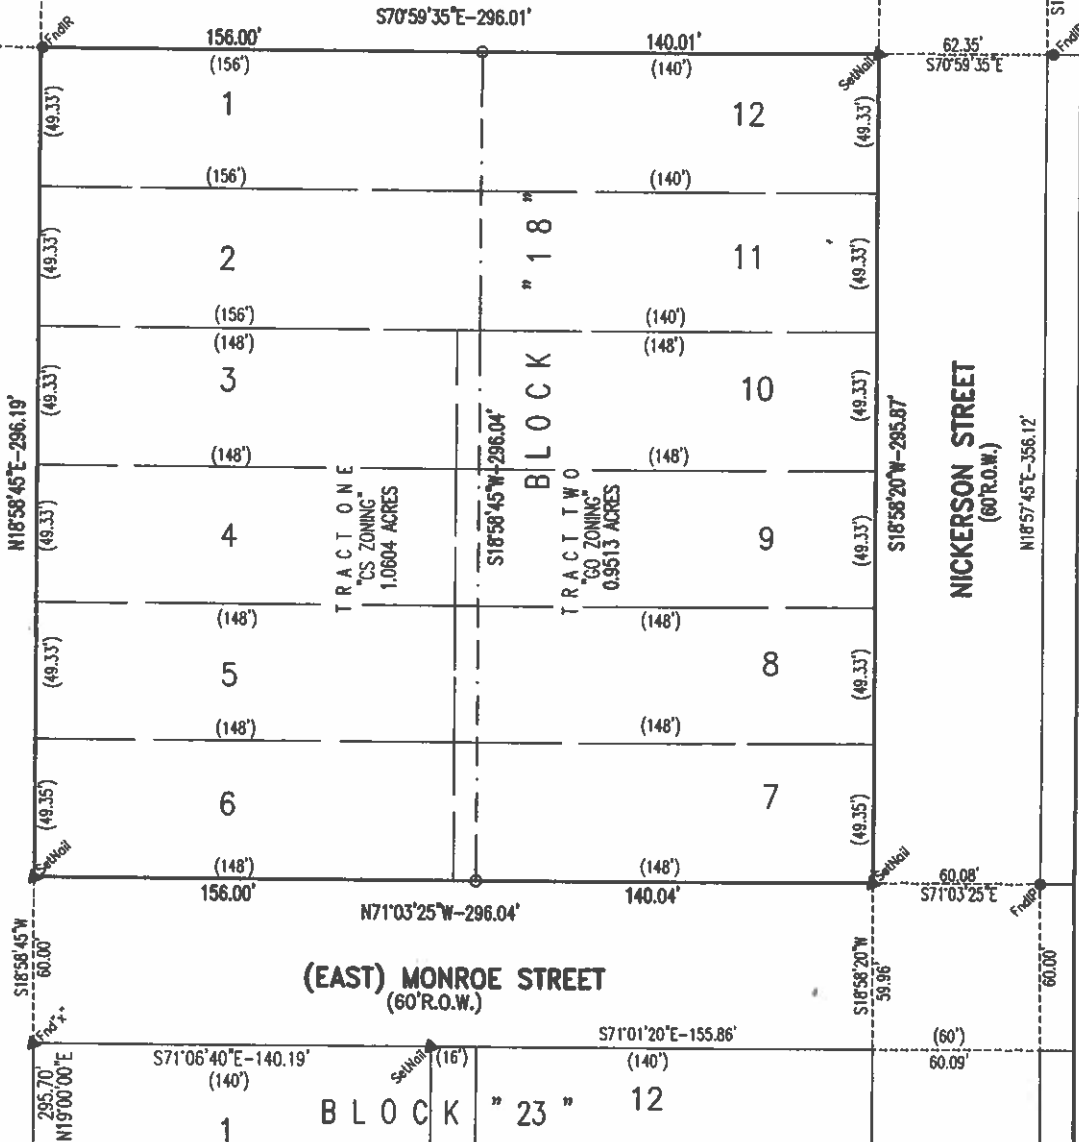 S70°59'35"E-296.01'
S1
FndIR
156.00'
(156')
140.01'
(140')
SetNail
62.35'
S70°59'35"E
FndIP
(49.33')
1
12
(49.33')
(156')
(140')
(49.33')
2
11
(49.33')
(156')
(140')
(148')
(148')
(49.33')
3
10
(49.33')
BLOCK "18"
N18°58'45"E-296.19'
S18°58'45"W-296.04'
S18°58'20"W-295.87'
NICKERSON STREET
(60'R.O.W.)
N18°57'45"E-356.12'
(148')
(148')
(49.33')
4
TRACT ONE
"CS ZONING"
1.0604 ACRES
TRACT TWO
"GO ZONING"
0.9513 ACRES
9
(49.33')
(148')
(148')
(49.33')
5
8
(49.33')
(148')
(148')
(49.35')
6
7
(49.35')
SetNail
(148')
(148')
SetNail
156.00'
140.04'
N71°03'25"W-296.04'
60.08'
S71°03'25"E
FndIP
S18°58'45"W
60.00'
(EAST) MONROE STREET
(60'R.O.W.)
S18°58'20"W
59.96'
60.00'
Fnd"x"
S71°06'40"E-140.19'
(140')
SetNail
(16')
S71°01'20"E-155.86'
(140')
(60')
60.09'
295.70'
N19°00'00"E
1
BLOCK "23"
12